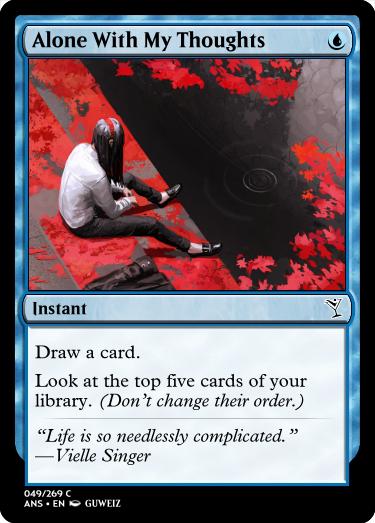 Alone With My Thoughts
Instant
Draw a card.
Look at the top five cards of your
library. (Don't change their order.)
"Life is so needlessly complicated."
—Vielle Singer
049/269 C
ANS • EN GUWEIZ